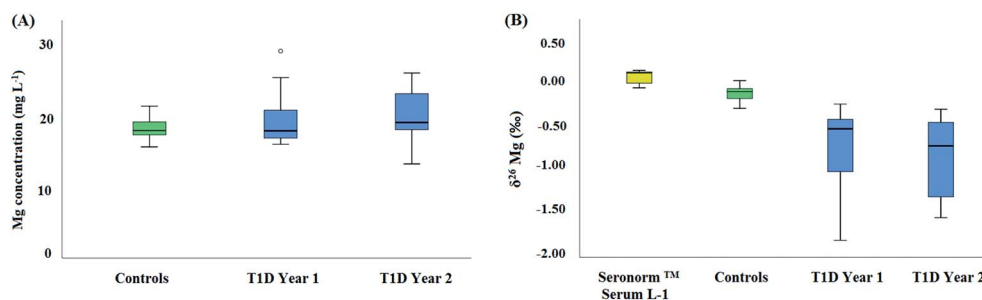 (A)
30
20
10
0
Mg concentration (mg L⁻¹)
Controls
T1D Year 1
T1D Year 2
(B)
0.50
0.00
-0.50
-1.00
-1.50
-2.00
δ²⁶ Mg (‰)
Seronorm ™
Serum L-1
Controls
T1D Year 1
T1D Year 2